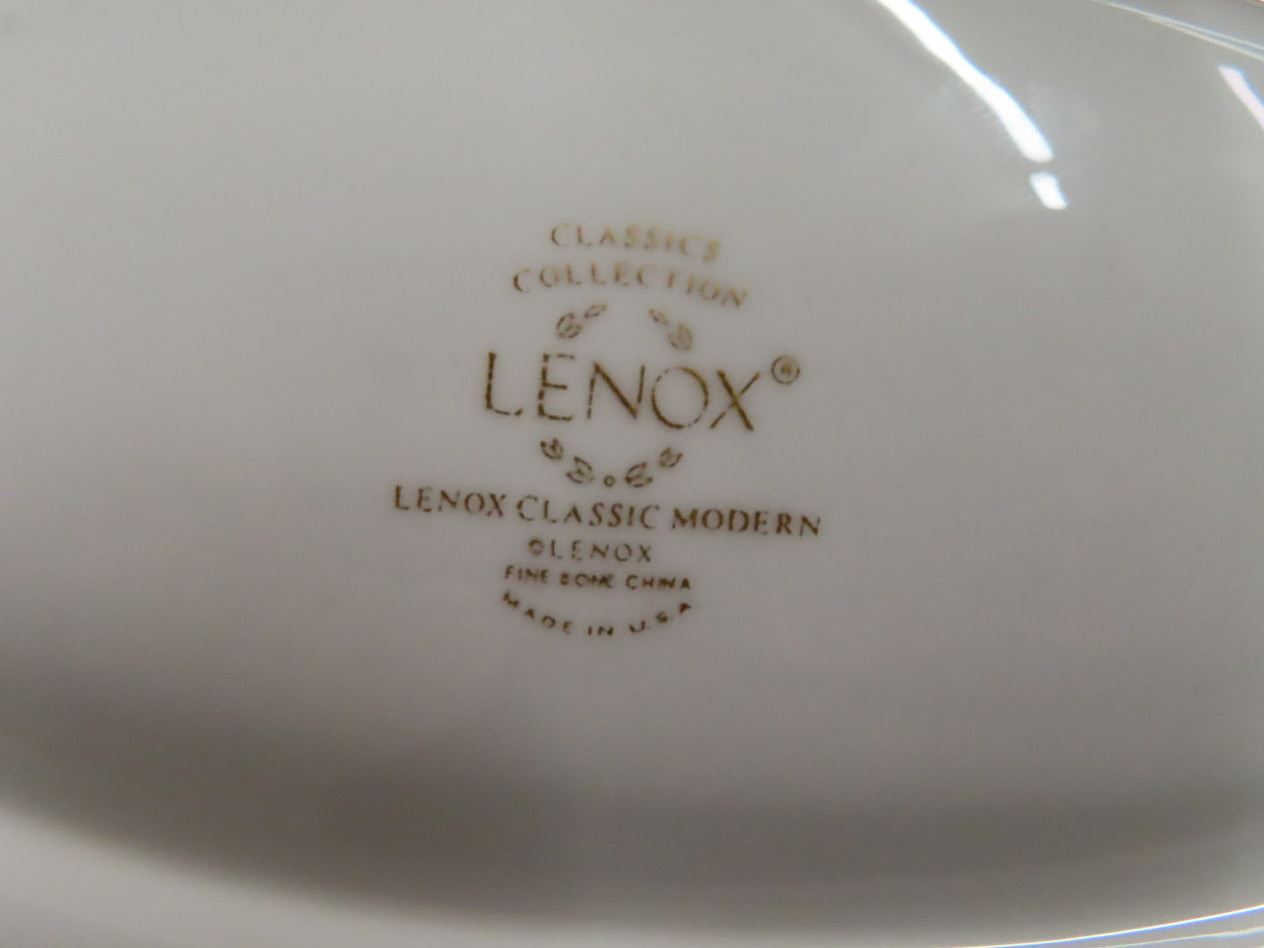 CLASSICS
COLLECTION
LENOX®
LENOX CLASSIC MODERN
©LENOX
FINE BONE CHINA
MADE IN U.S.A